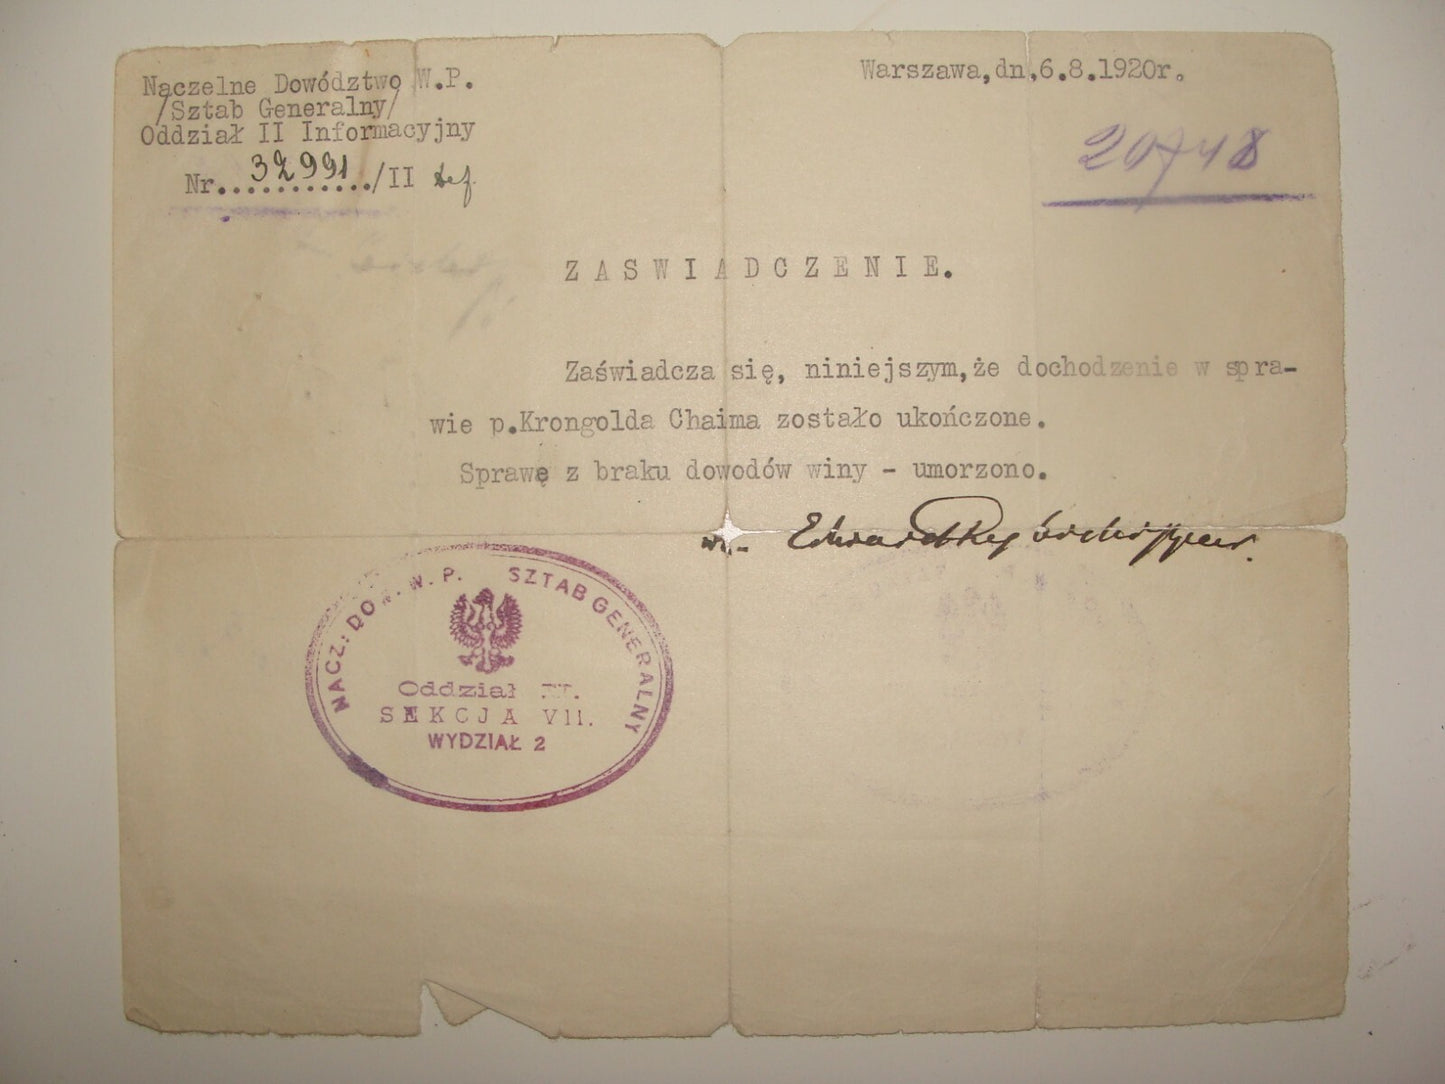 Naczelne Dowództwo W.P.
/Sztab Generalny/
Oddział II Informacyjny
Nr. 32991 /II def.
Warszawa,dn,6.8.1920r.
20748
ZASWIADCZENIE.
Zaświadcza się, niniejszym,że dochodzenie w spra-
wie p.Krongolda Chaima zostało ukończone.
Sprawę z braku dowodów winy - umorzono.
NACZ: DOW. W. P. SZTAB GENERALNY
Oddział II.
SEKCJA VII.
WYDZIAŁ 2